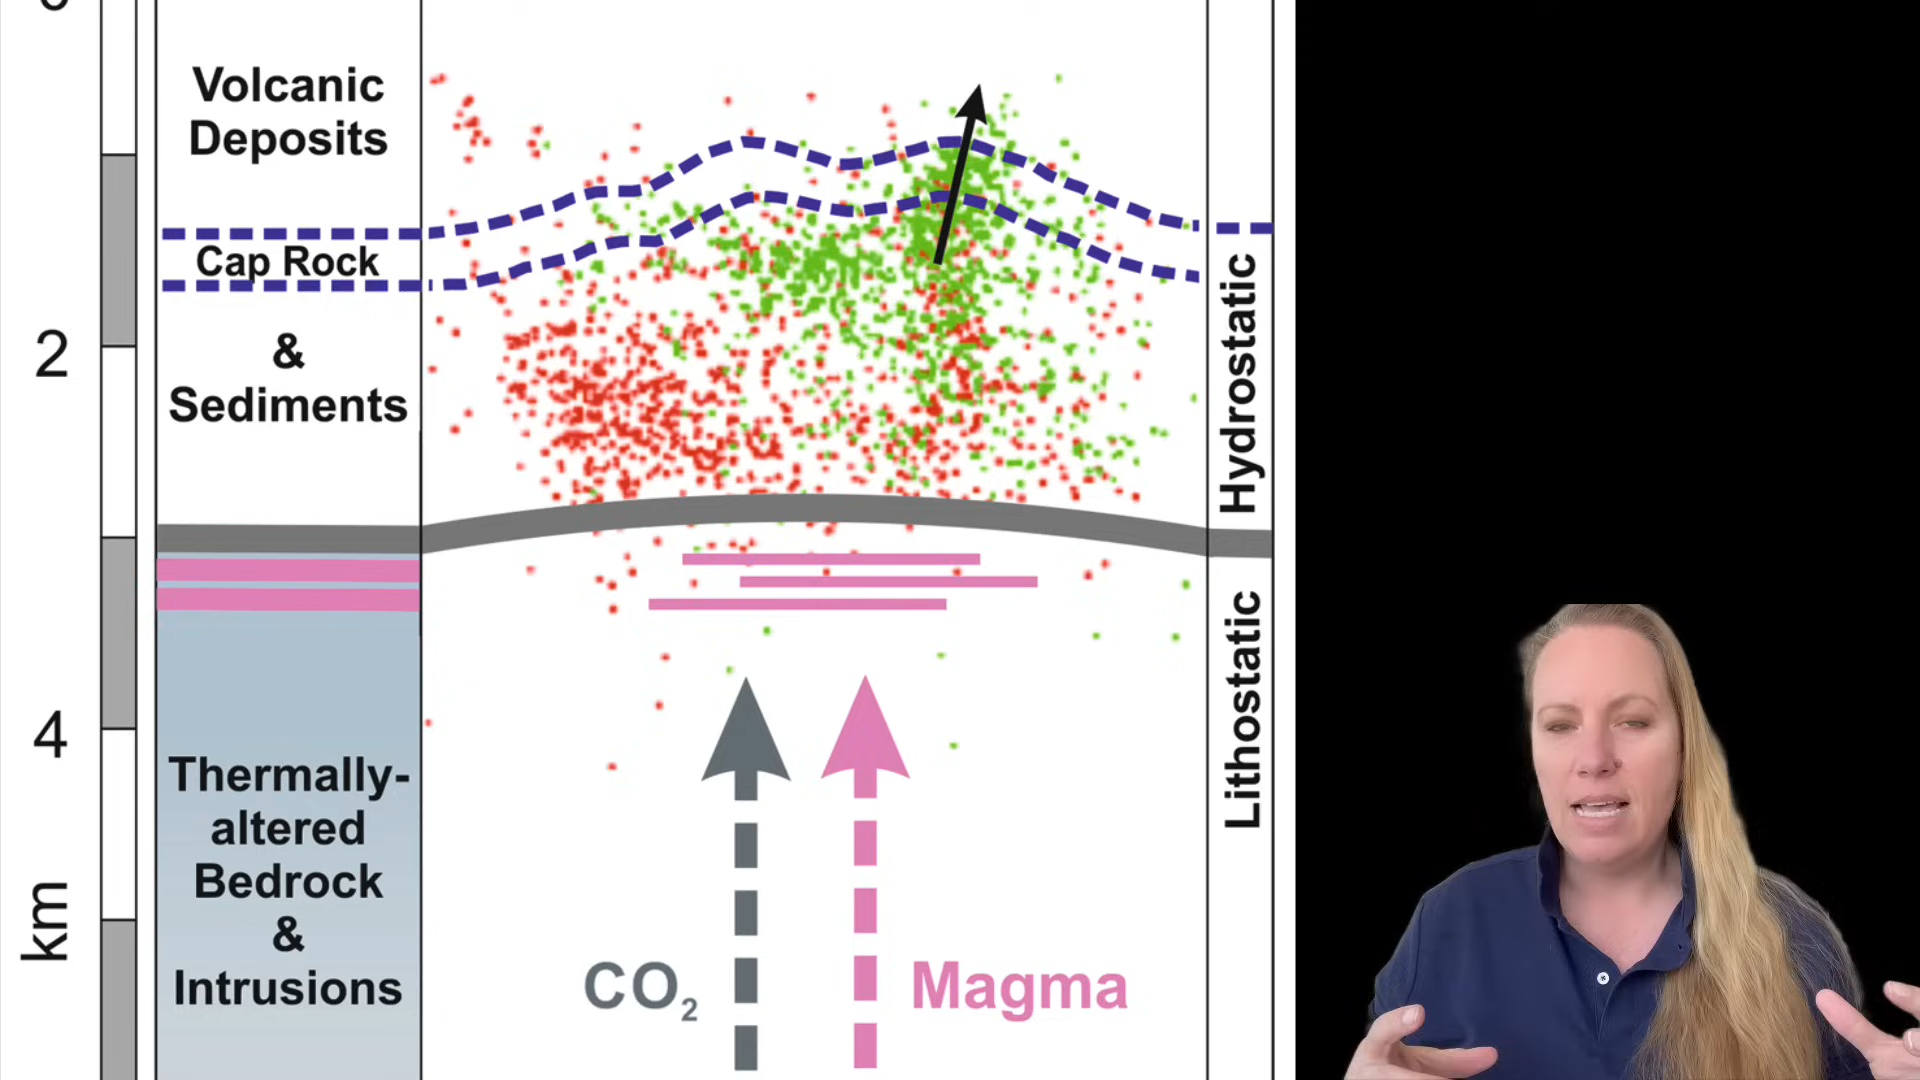 Volcanic
Deposits
Cap Rock
&
Sediments
2
Hydrostatic
Lithostatic
4
Thermally-
altered
Bedrock
&
Intrusions
km
CO₂
Magma